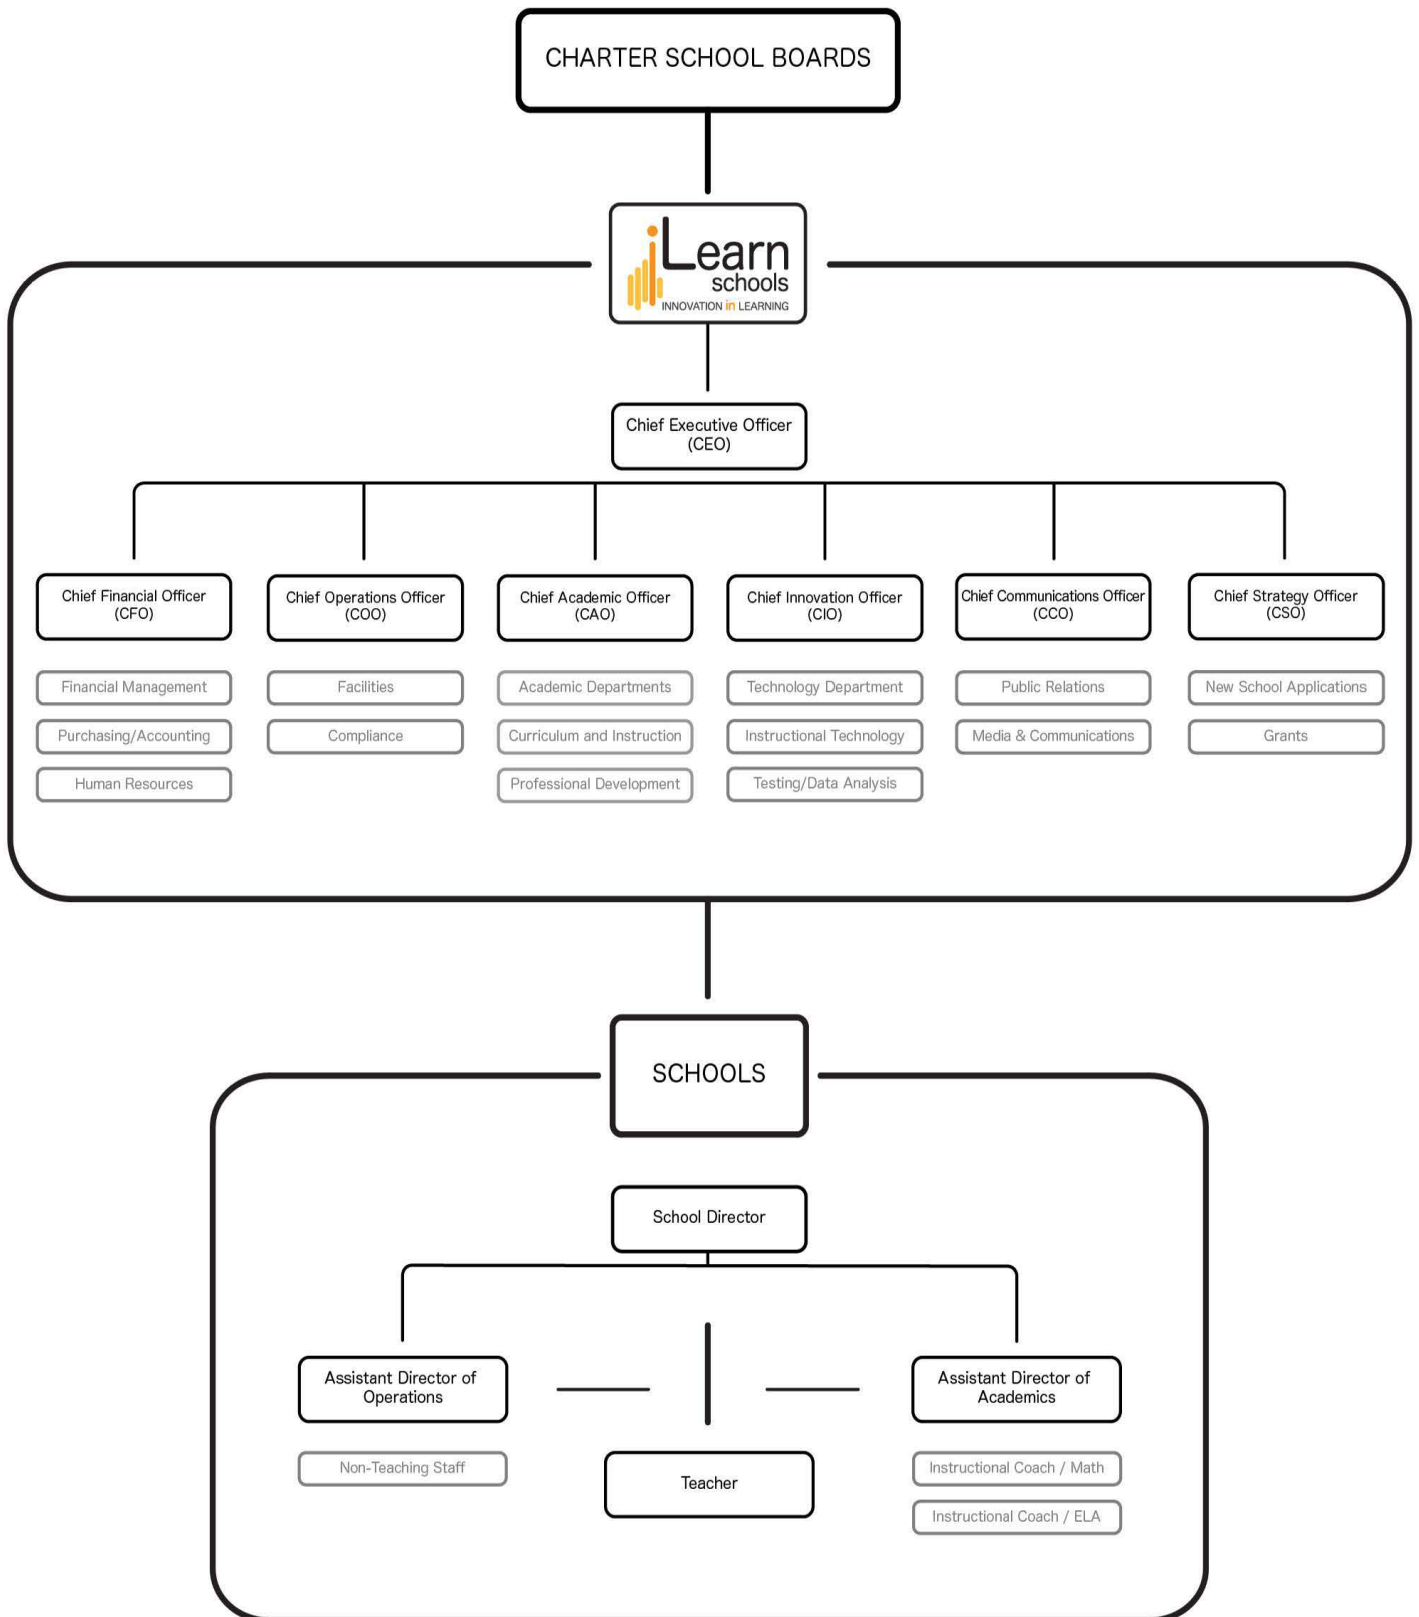 CHARTER SCHOOL BOARDS
iLearn
schools
INNOVATION in LEARNING
Chief Executive Officer
(CEO)
Chief Financial Officer
(CFO)
Financial Management
Purchasing/Accounting
Human Resources
Chief Operations Officer
(COO)
Facilities
Compliance
Chief Academic Officer
(CAO)
Academic Departments
Curriculum and Instruction
Professional Development
Chief Innovation Officer
(CIO)
Technology Department
Instructional Technology
Testing/Data Analysis
Chief Communications Officer
(CCO)
Public Relations
Media & Communications
Chief Strategy Officer
(CSO)
New School Applications
Grants
SCHOOLS
School Director
Assistant Director of
Operations
Non-Teaching Staff
Teacher
Assistant Director of
Academics
Instructional Coach / Math
Instructional Coach / ELA